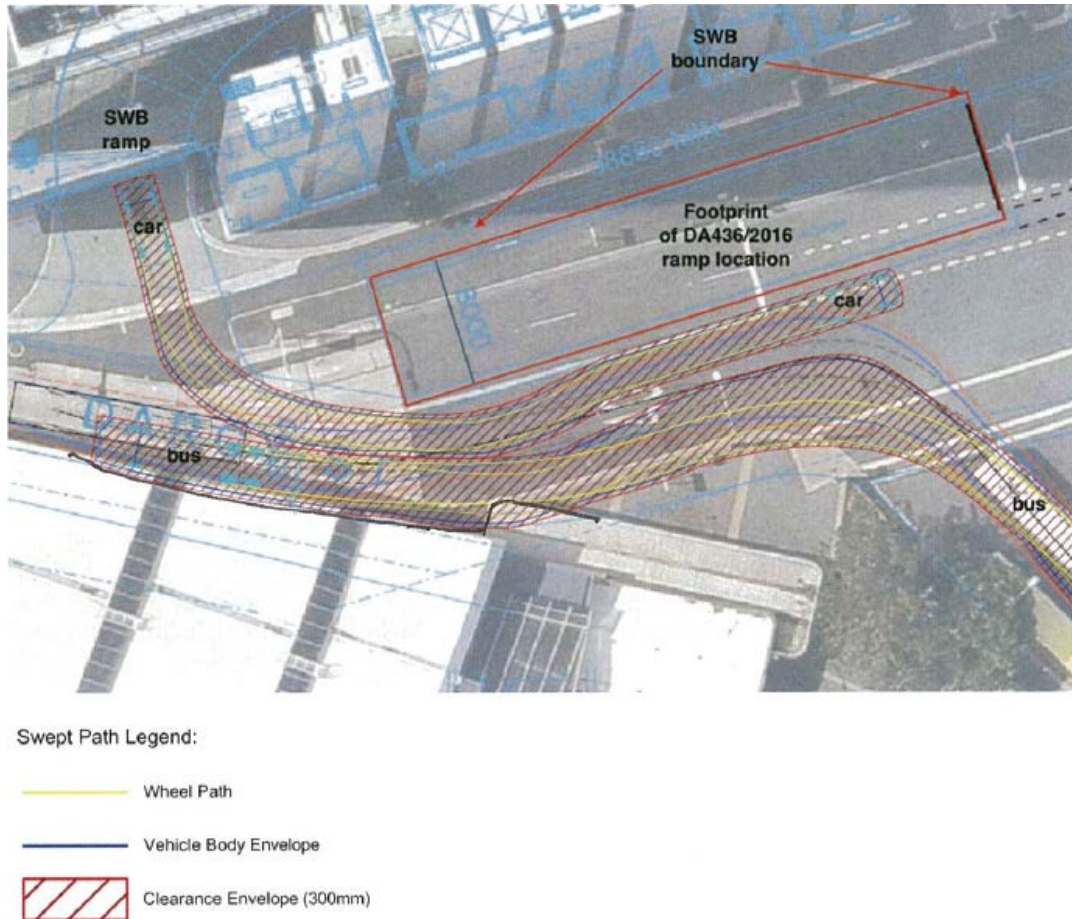 SWB
boundary
SWB
ramp
car
Footprint
of DA436/2016
ramp location
8000
car
bus
bus
Swept Path Legend:
Wheel Path
Vehicle Body Envelope
Clearance Envelope (300mm)